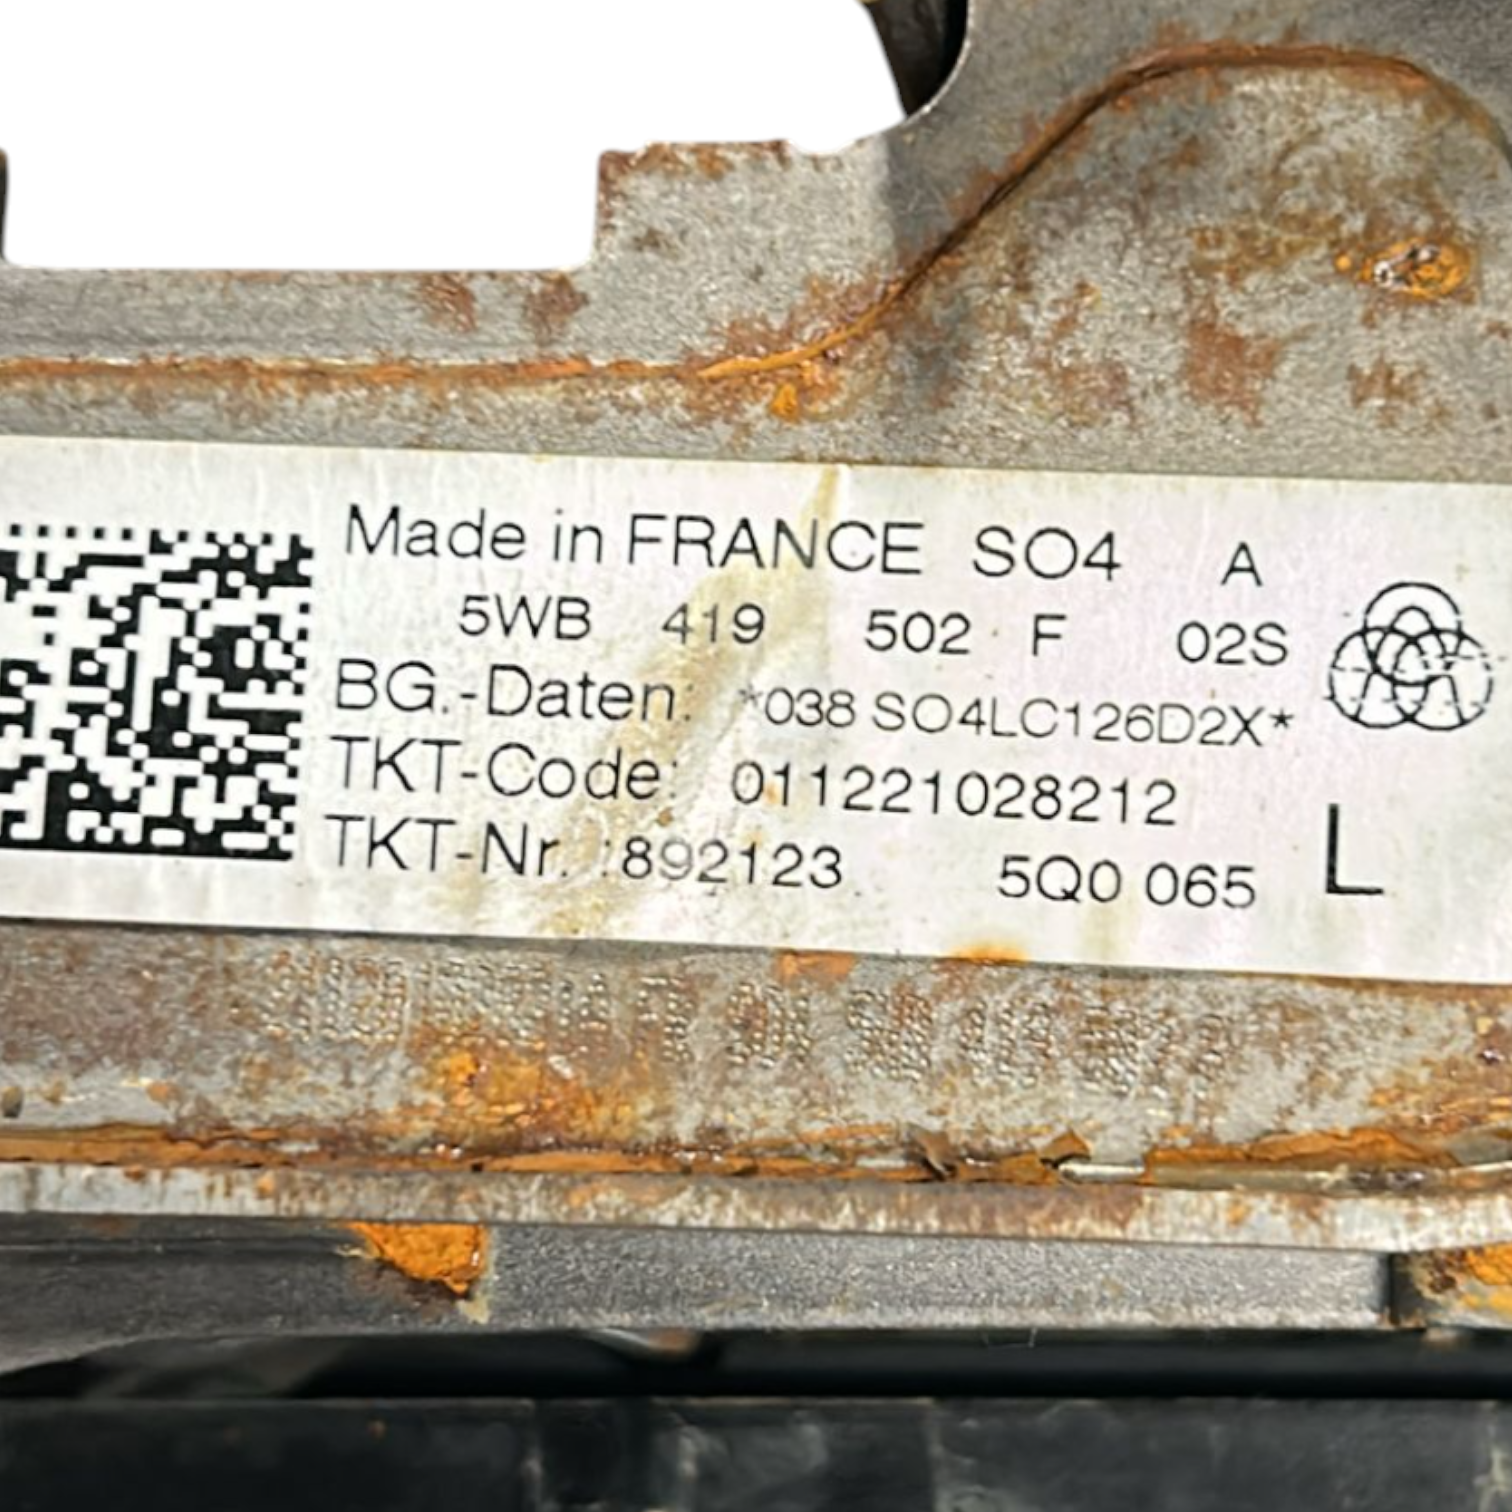 Made in FRANCE SO4 A
5WB 419 502 F 02S
BG.-Daten: *038 SO4LC126D2X*
TKT-Code: 011221028212
TKT-Nr. :892123 5Q0 065 L